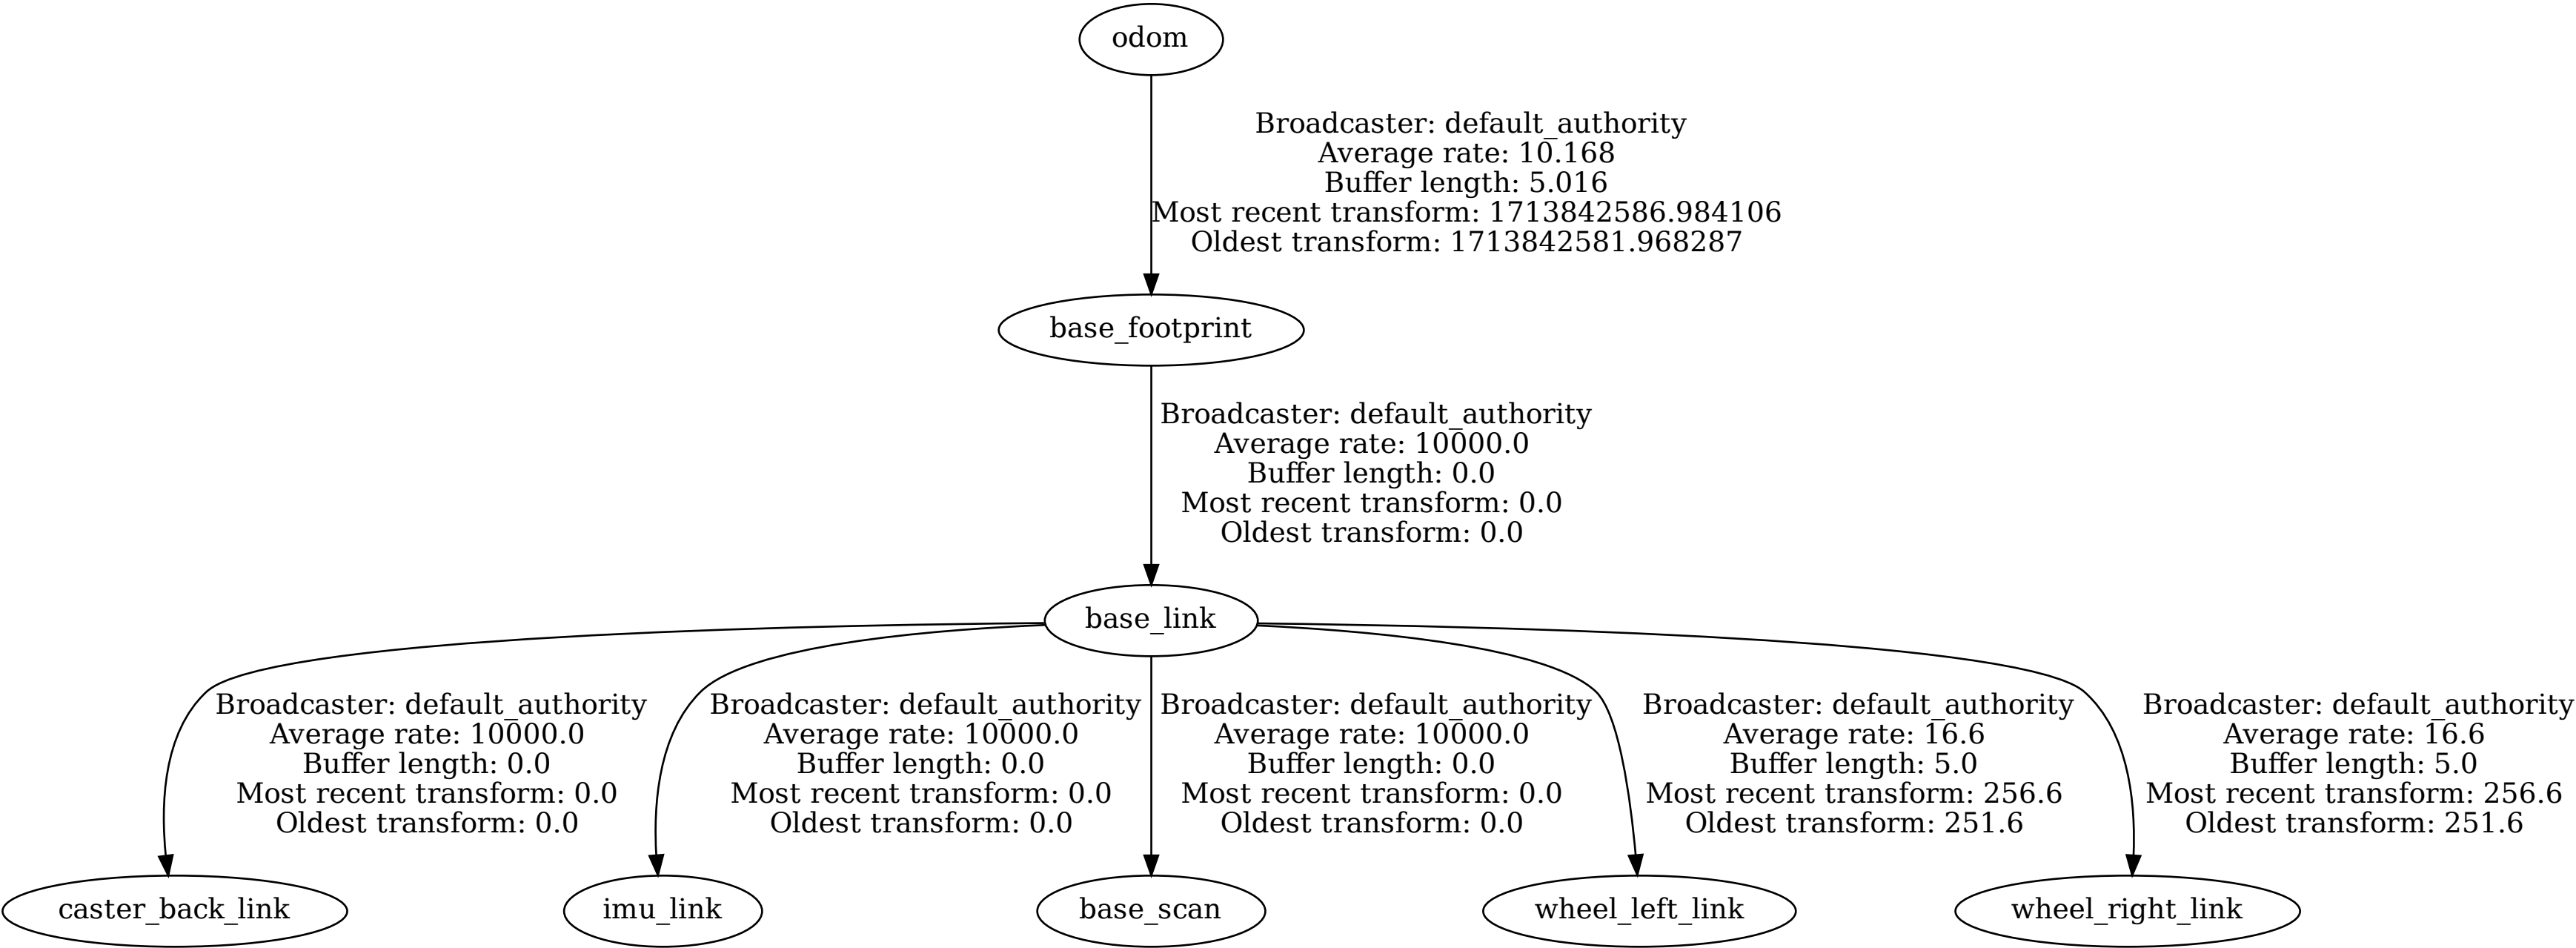 odom
Broadcaster: default_authority
Average rate: 10.168
Buffer length: 5.016
Most recent transform: 1713842586.984106
Oldest transform: 1713842581.968287
base_footprint
Broadcaster: default_authority
Average rate: 10000.0
Buffer length: 0.0
Most recent transform: 0.0
Oldest transform: 0.0
base_link
Broadcaster: default_authority
Average rate: 10000.0
Buffer length: 0.0
Most recent transform: 0.0
Oldest transform: 0.0
Broadcaster: default_authority
Average rate: 10000.0
Buffer length: 0.0
Most recent transform: 0.0
Oldest transform: 0.0
Broadcaster: default_authority
Average rate: 10000.0
Buffer length: 0.0
Most recent transform: 0.0
Oldest transform: 0.0
Broadcaster: default_authority
Average rate: 16.6
Buffer length: 5.0
Most recent transform: 256.6
Oldest transform: 251.6
Broadcaster: default_authority
Average rate: 16.6
Buffer length: 5.0
Most recent transform: 256.6
Oldest transform: 251.6
caster_back_link
imu_link
base_scan
wheel_left_link
wheel_right_link